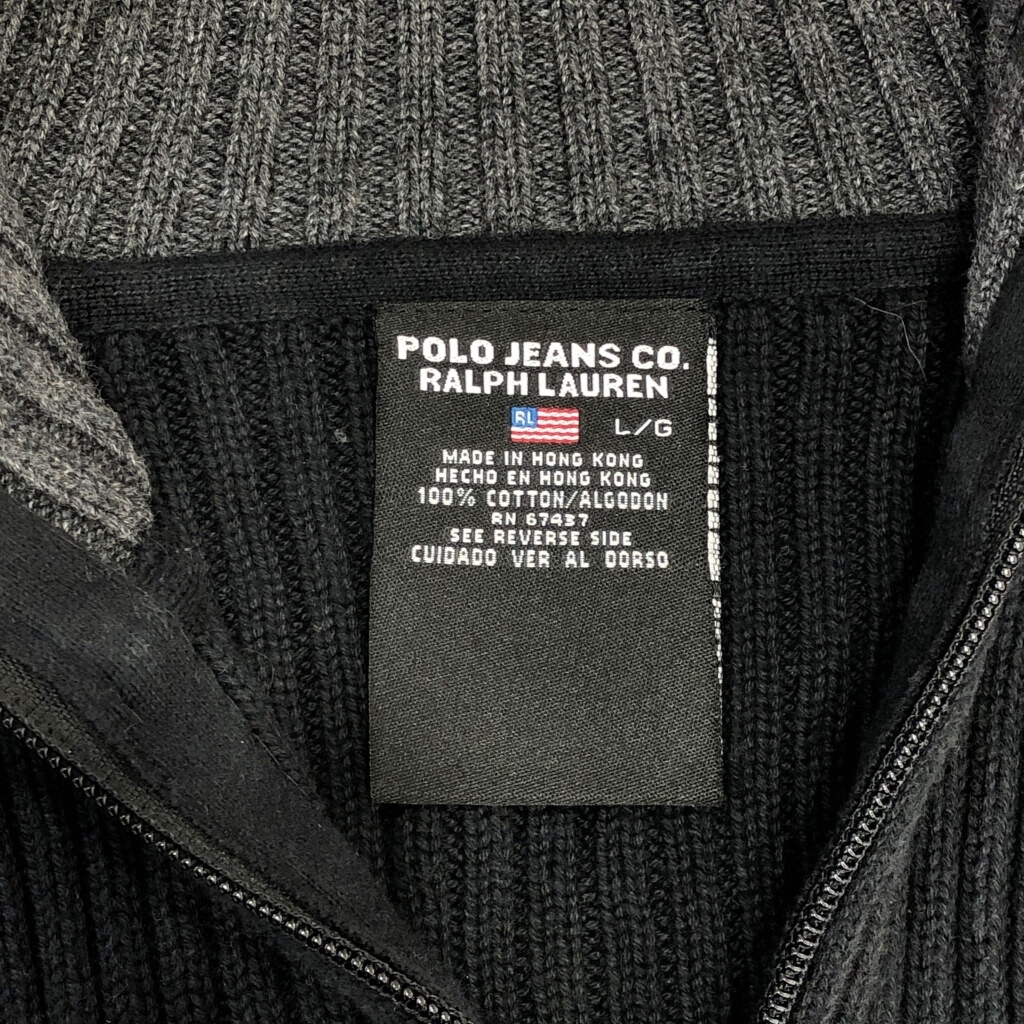 POLO JEANS CO.
RALPH LAUREN
RL L/G
MADE IN HONG KONG
HECHO EN HONG KONG
100% COTTON/ALGODON
RN 67437
SEE REVERSE SIDE
CUIDADO VER AL DORSO